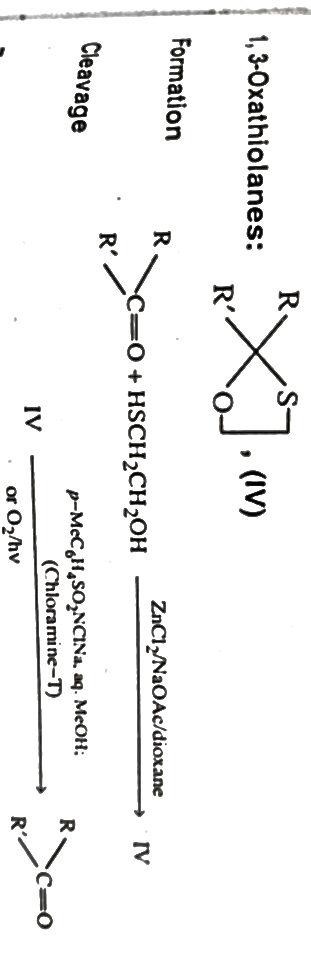 1,3-Oxathiolanes:
R
R′
S
O
, (IV)
Formation
R
R′
C=O + HSCH₂CH₂OH
ZnCl₂/NaOAc/dioxane
IV
Cleavage
IV
p–MeC₆H₄SO₂NClNa, aq. MeOH;
(Chloramine–T)
or O₂/hν
R
R′
C=O